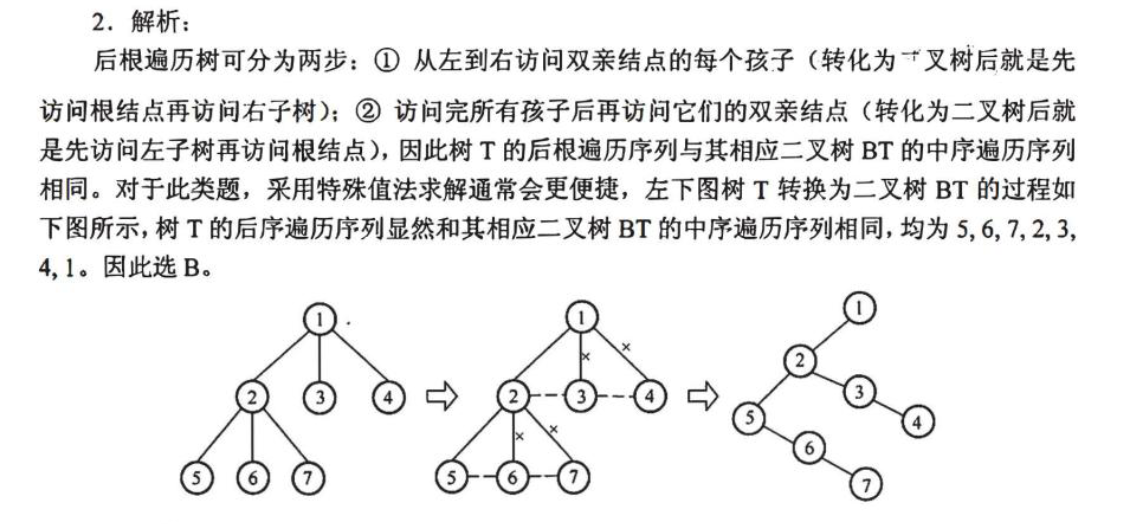 2. 解析:
后根遍历树可分为两步:① 从左到右访问双亲结点的每个孩子(转化为 叉树后就是先
访问根结点再访问右子树);② 访问完所有孩子后再访问它们的双亲结点(转化为二叉树后就
是先访问左子树再访问根结点),因此树 T 的后根遍历序列与其相应二叉树 BT 的中序遍历序列
相同。对于此类题,采用特殊值法求解通常会更便捷,左下图树 T 转换为二叉树 BT 的过程如
下图所示,树 T 的后序遍历序列显然和其相应二叉树 BT 的中序遍历序列相同,均为 5, 6, 7, 2, 3,
4, 1。因此选 B。
1 1 1
2 3 4 2 3 4 2 3 4
5 6 7 5 6 7 5 6 7